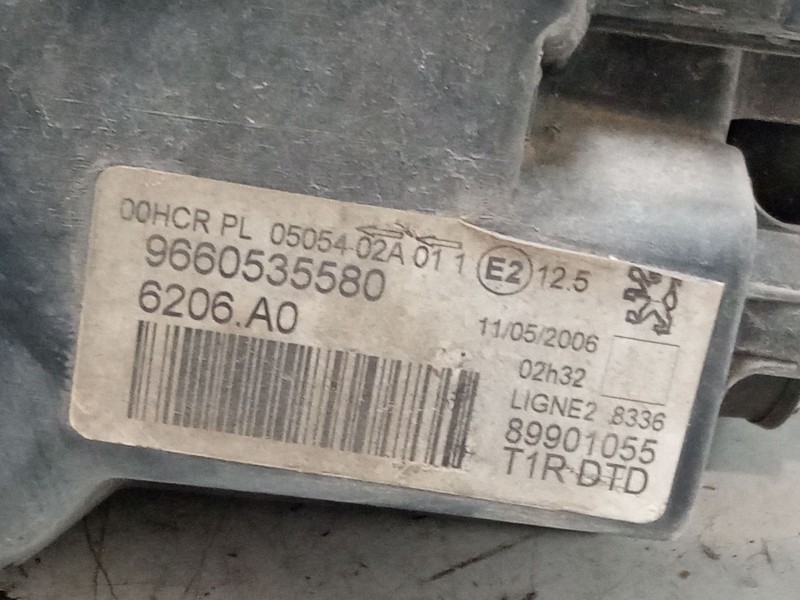 00HCR PL 05054 02A 01 1 E2 12.5
9660535580
6206.A0
11/05/2006
02h32
LIGNE2 8336
89901055
T1R DTD